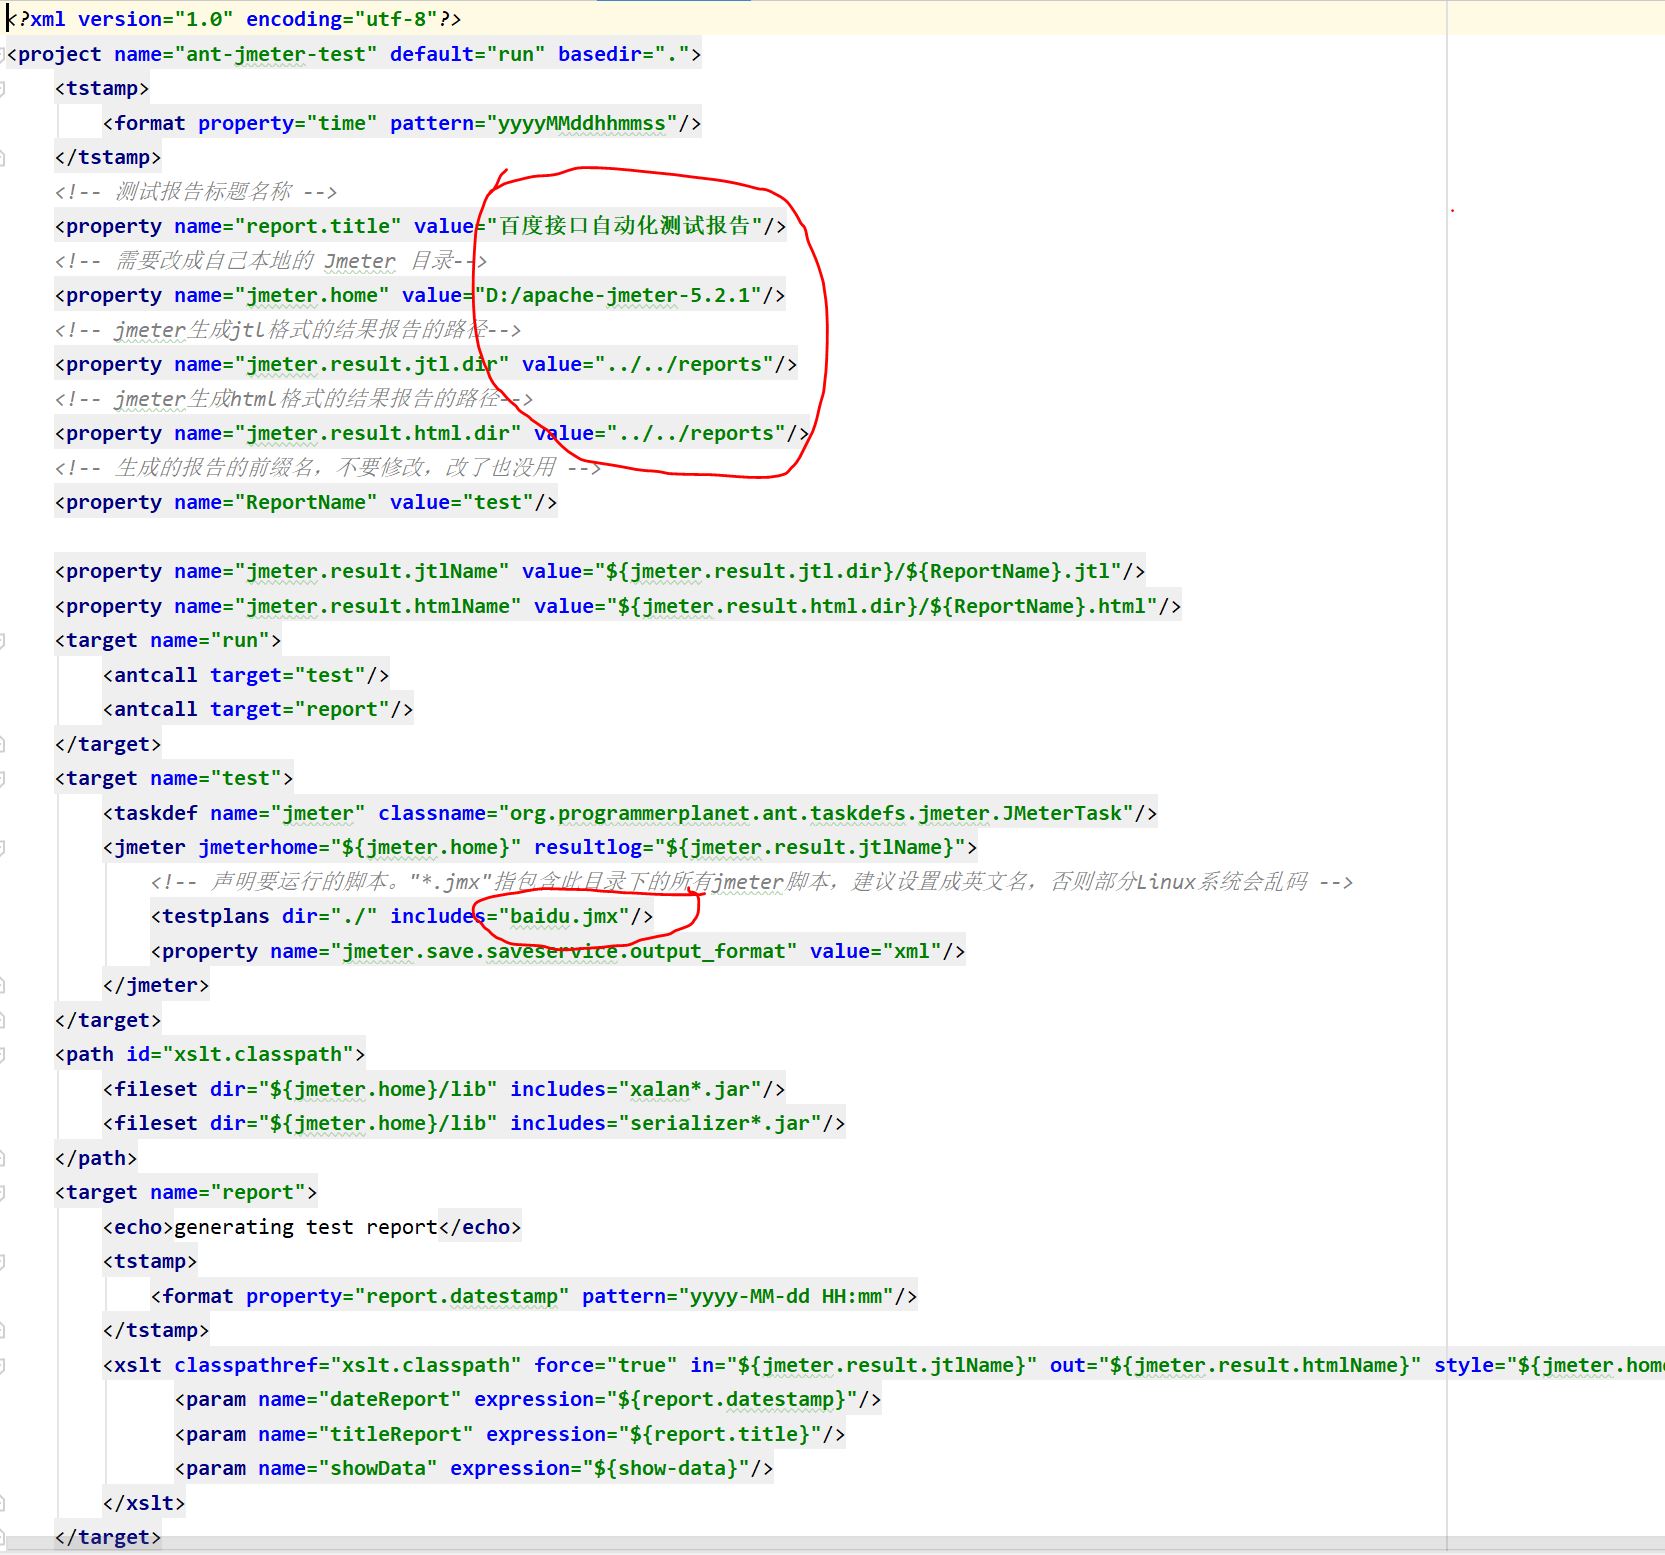 <?xml version="1.0" encoding="utf-8"?>
<project name="ant-jmeter-test" default="run" basedir=".">
<tstamp>
<format property="time" pattern="yyyyMMddhhmmss"/>
</tstamp>
<!-- 测试报告标题名称 -->
<property name="report.title" value="百度接口自动化测试报告"/>
<!-- 需要改成自己本地的 Jmeter 目录-->
<property name="jmeter.home" value="D:/apache-jmeter-5.2.1"/>
<!-- jmeter生成jtl格式的结果报告的路径-->
<property name="jmeter.result.jtl.dir" value="../../reports"/>
<!-- jmeter生成html格式的结果报告的路径-->
<property name="jmeter.result.html.dir" value="../../reports"/>
<!-- 生成的报告的前缀名，不要修改，改了也没用 -->
<property name="ReportName" value="test"/>
<property name="jmeter.result.jtlName" value="${jmeter.result.jtl.dir}/${ReportName}.jtl"/>
<property name="jmeter.result.htmlName" value="${jmeter.result.html.dir}/${ReportName}.html"/>
<target name="run">
<antcall target="test"/>
<antcall target="report"/>
</target>
<target name="test">
<taskdef name="jmeter" classname="org.programmerplanet.ant.taskdefs.jmeter.JMeterTask"/>
<jmeter jmeterhome="${jmeter.home}" resultlog="${jmeter.result.jtlName}">
<!-- 声明要运行的脚本。"*.jmx"指包含此目录下的所有jmeter脚本，建议设置成英文名，否则部分Linux系统会乱码 -->
<testplans dir="./" includes="baidu.jmx"/>
<property name="jmeter.save.saveservice.output_format" value="xml"/>
</jmeter>
</target>
<path id="xslt.classpath">
<fileset dir="${jmeter.home}/lib" includes="xalan*.jar"/>
<fileset dir="${jmeter.home}/lib" includes="serializer*.jar"/>
</path>
<target name="report">
<echo>generating test report</echo>
<tstamp>
<format property="report.datestamp" pattern="yyyy-MM-dd HH:mm"/>
</tstamp>
<xslt classpathref="xslt.classpath" force="true" in="${jmeter.result.jtlName}" out="${jmeter.result.htmlName}" style="${jmeter.home
<param name="dateReport" expression="${report.datestamp}"/>
<param name="titleReport" expression="${report.title}"/>
<param name="showData" expression="${show-data}"/>
</xslt>
</target>